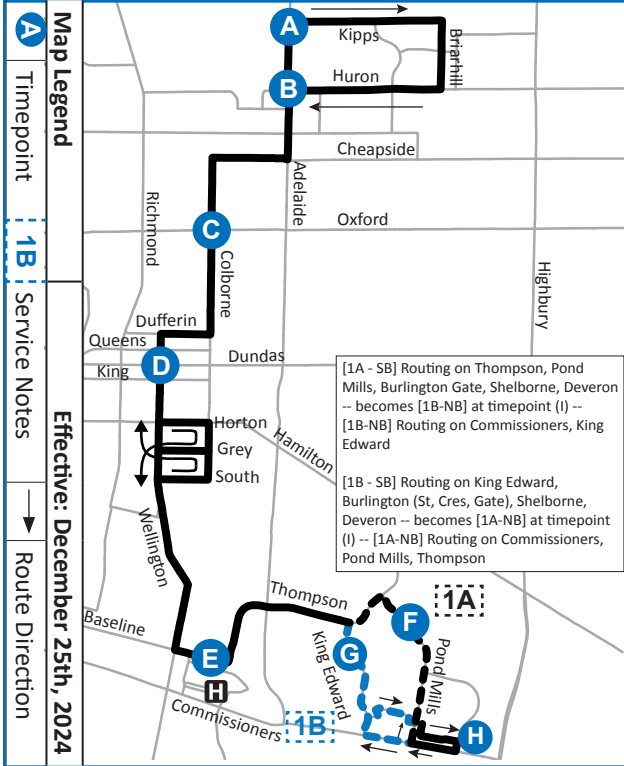 Map Legend
Effective: December 25th, 2024
A
Timepoint
1B
Service Notes
Route Direction
A
Kipps
Briarhill
Huron
B
Cheapside
Adelaide
Richmond
Oxford
C
Colborne
Highbury
Dufferin
Queens
D
Dundas
King
[1A - SB] Routing on Thompson, Pond
Mills, Burlington Gate, Shelborne, Deveron
-- becomes [1B-NB] at timepoint (I) --
[1B-NB] Routing on Commissioners, King
Edward
[1B - SB] Routing on King Edward,
Burlington (St, Cres, Gate), Shelborne,
Deveron -- becomes [1A-NB] at timepoint
(I) -- [1A-NB] Routing on Commissioners,
Pond Mills, Thompson
Horton
Grey
Hamilton
South
Wellington
Thompson
1A
Baseline
F
E
G
King Edward
Pond Mills
H
Commissioners
1B
H